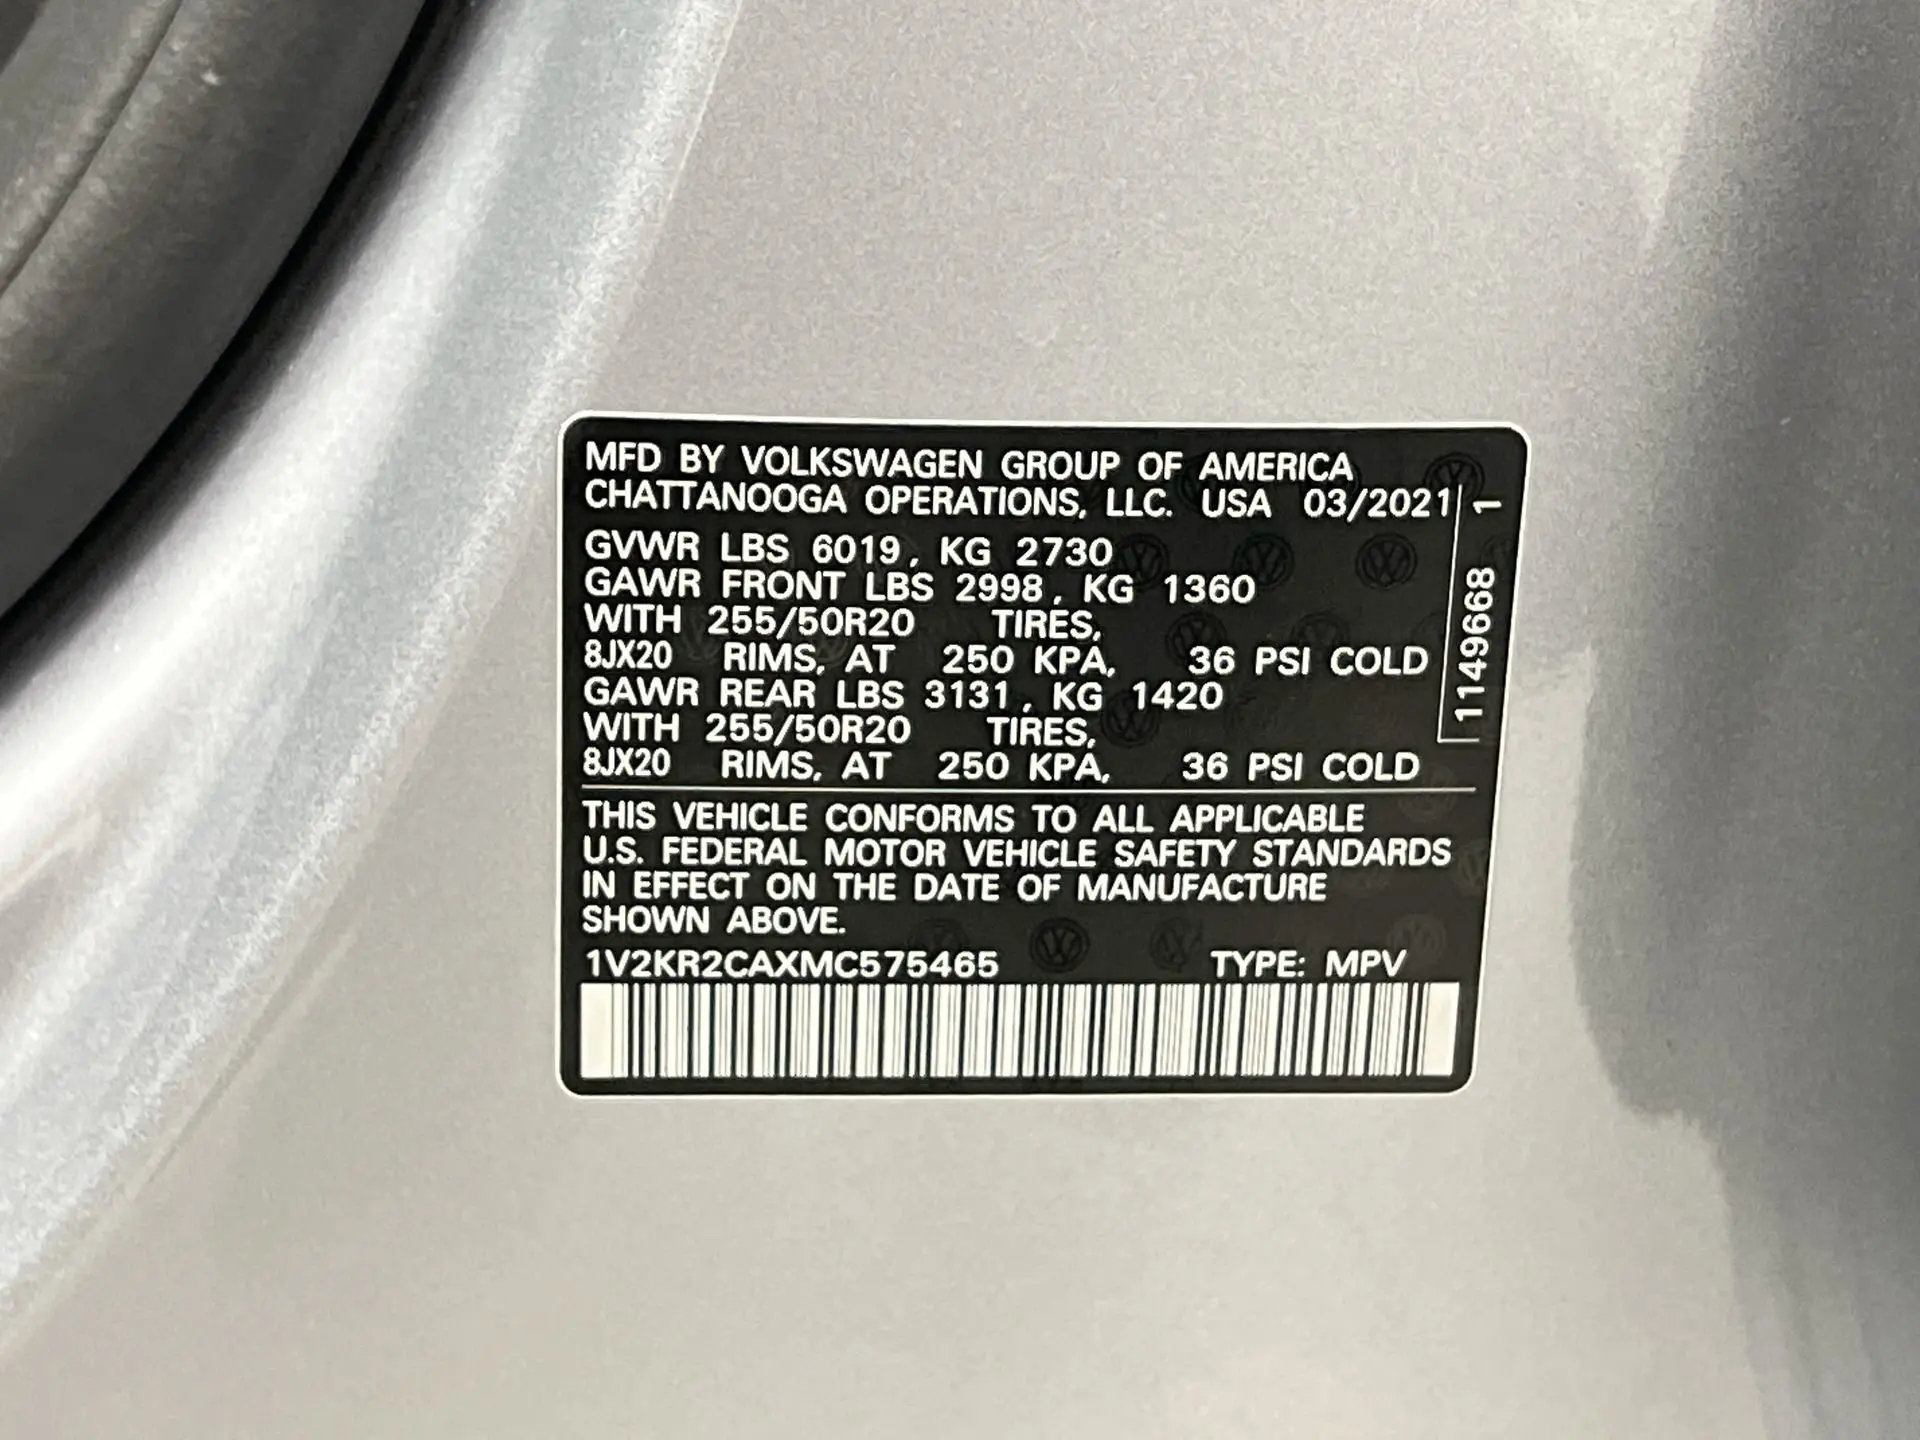 MFD BY VOLKSWAGEN GROUP OF AMERICA
CHATTANOOGA OPERATIONS, LLC. USA 03/2021
GVWR LBS 6019, KG 2730
GAWR FRONT LBS 2998, KG 1360
WITH 255/50R20 TIRES,
8JX20 RIMS, AT 250 KPA, 36 PSI COLD
GAWR REAR LBS 3131, KG 1420
WITH 255/50R20 TIRES,
8JX20 RIMS, AT 250 KPA, 36 PSI COLD
1149668 1
THIS VEHICLE CONFORMS TO ALL APPLICABLE
U.S. FEDERAL MOTOR VEHICLE SAFETY STANDARDS
IN EFFECT ON THE DATE OF MANUFACTURE
SHOWN ABOVE.
1V2KR2CAXMC575465 TYPE: MPV